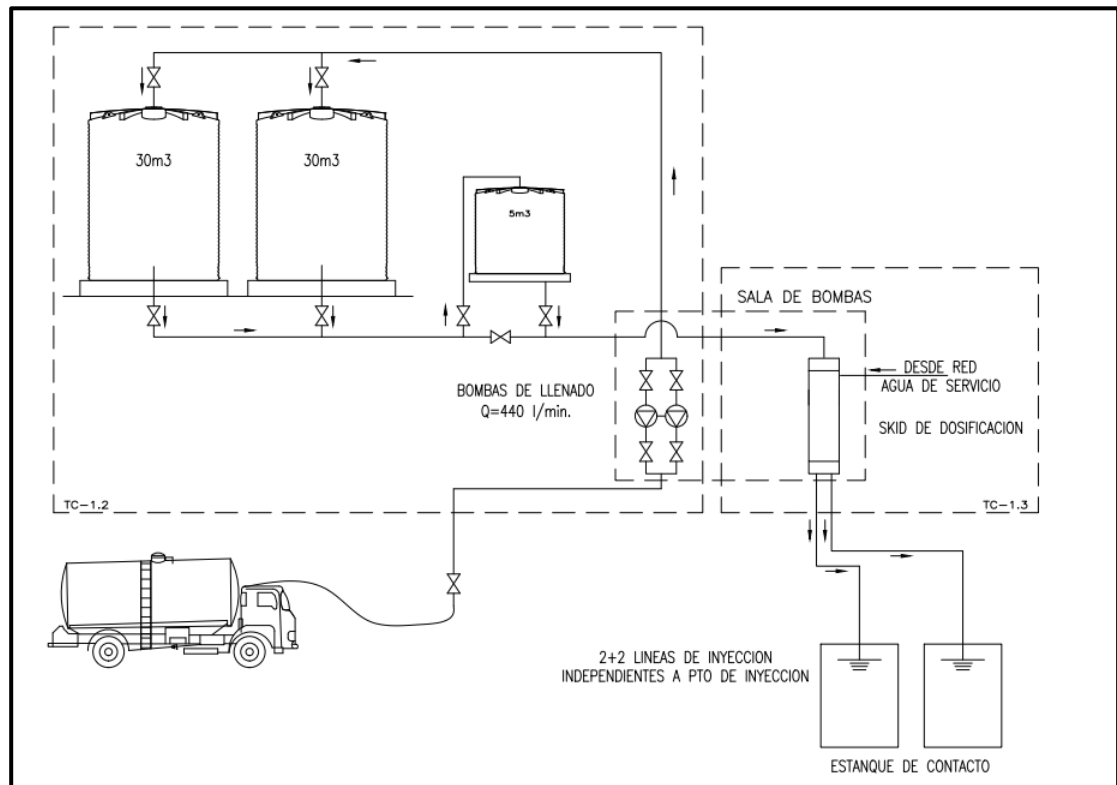 30m3
30m3
5m3
SALA DE BOMBAS
DESDE RED
AGUA DE SERVICIO
BOMBAS DE LLENADO
Q=440 l/min.
SKID DE DOSIFICACION
TC-1.2
TC-1.3
2+2 LINEAS DE INYECCION
INDEPENDIENTES A PTO DE INYECCION
ESTANQUE DE CONTACTO